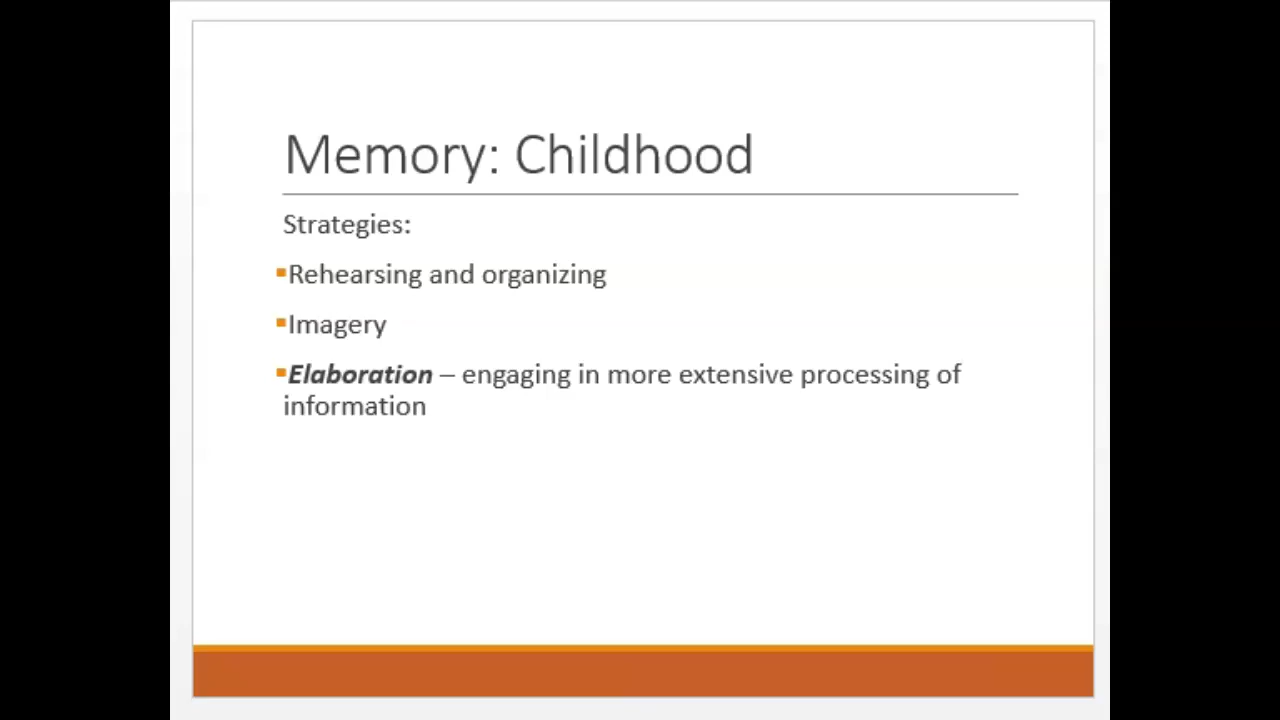 Memory: Childhood
Strategies:
▪Rehearsing and organizing
▪Imagery
▪Elaboration – engaging in more extensive processing of
information